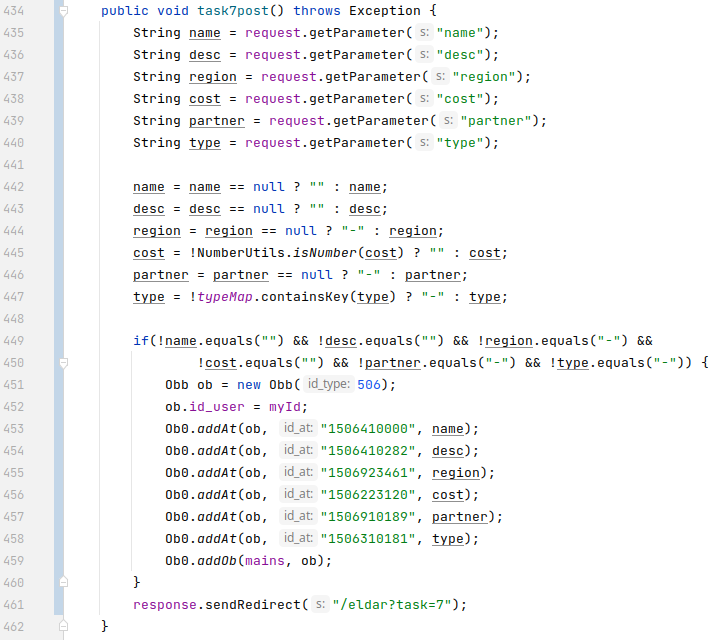 434 public void task7post() throws Exception {
435 String name = request.getParameter( s: "name");
436 String desc = request.getParameter( s: "desc");
437 String region = request.getParameter( s: "region");
438 String cost = request.getParameter( s: "cost");
439 String partner = request.getParameter( s: "partner");
440 String type = request.getParameter( s: "type");
441
442 name = name == null ? "" : name;
443 desc = desc == null ? "" : desc;
444 region = region == null ? "-" : region;
445 cost = !NumberUtils.isNumber(cost) ? "" : cost;
446 partner = partner == null ? "-" : partner;
447 type = !typeMap.containsKey(type) ? "-" : type;
448
449 if(!name.equals("") && !desc.equals("") && !region.equals("-") &&
450 !cost.equals("") && !partner.equals("-") && !type.equals("-")) {
451 Obb ob = new Obb( id_type: 506);
452 ob.id_user = myId;
453 Ob0.addAt(ob, id_at: "1506410000", name);
454 Ob0.addAt(ob, id_at: "1506410282", desc);
455 Ob0.addAt(ob, id_at: "1506923461", region);
456 Ob0.addAt(ob, id_at: "1506223120", cost);
457 Ob0.addAt(ob, id_at: "1506910189", partner);
458 Ob0.addAt(ob, id_at: "1506310181", type);
459 Ob0.addOb(mains, ob);
460 }
461 response.sendRedirect( s: "/eldar?task=7");
462 }